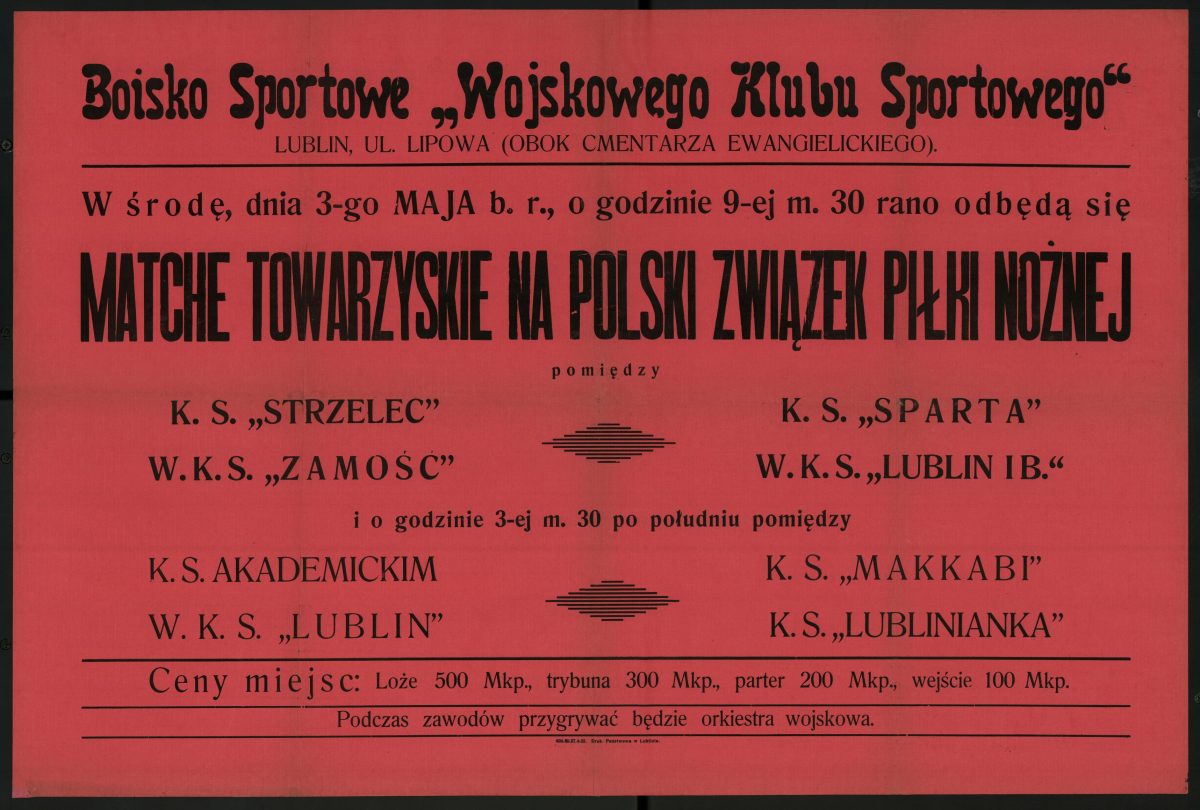 Boisko Sportowe „Wojskowego Klubu Sportowego“
LUBLIN, UL. LIPOWA (OBOK CMENTARZA EWANGIELICKIEGO).
W środę, dnia 3-go MAJA b. r., o godzinie 9-ej m. 30 rano odbędą się
MATCHE TOWARZYSKIE NA POLSKI ZWIĄZEK PIŁKI NOŻNEJ
pomiędzy
K. S. „STRZELEC” K. S. „SPARTA”
W.K.S. „ZAMOŚĆ” W.K.S. „LUBLIN I B.“
i o godzinie 3-ej m. 30 po południu pomiędzy
K. S. AKADEMICKIM K. S. „MAKKABI”
W. K. S. „LUBLIN” K. S. „LUBLINIANKA”
Ceny miejsc: Loże 500 Mkp., trybuna 300 Mkp., parter 200 Mkp., wejście 100 Mkp.
Podczas zawodów przygrywać będzie orkiestra wojskowa.
Druk. Państwowa w Lublinie.